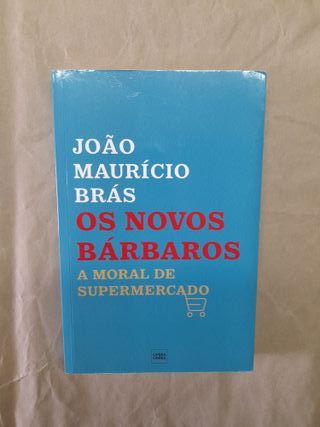 JOÃO
MAURÍCIO
BRÁS
OS NOVOS
BÁRBAROS
A MORAL DE
SUPERMERCADO